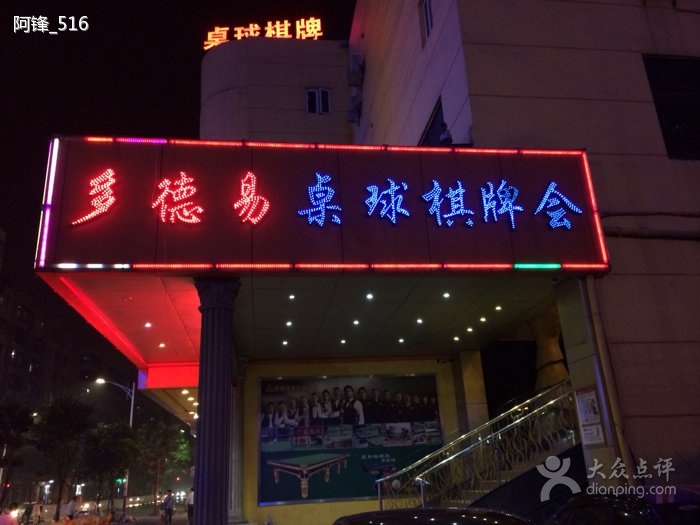 阿锋_516
桌球棋牌
多德易桌球棋牌会
大众点评
dianping.com